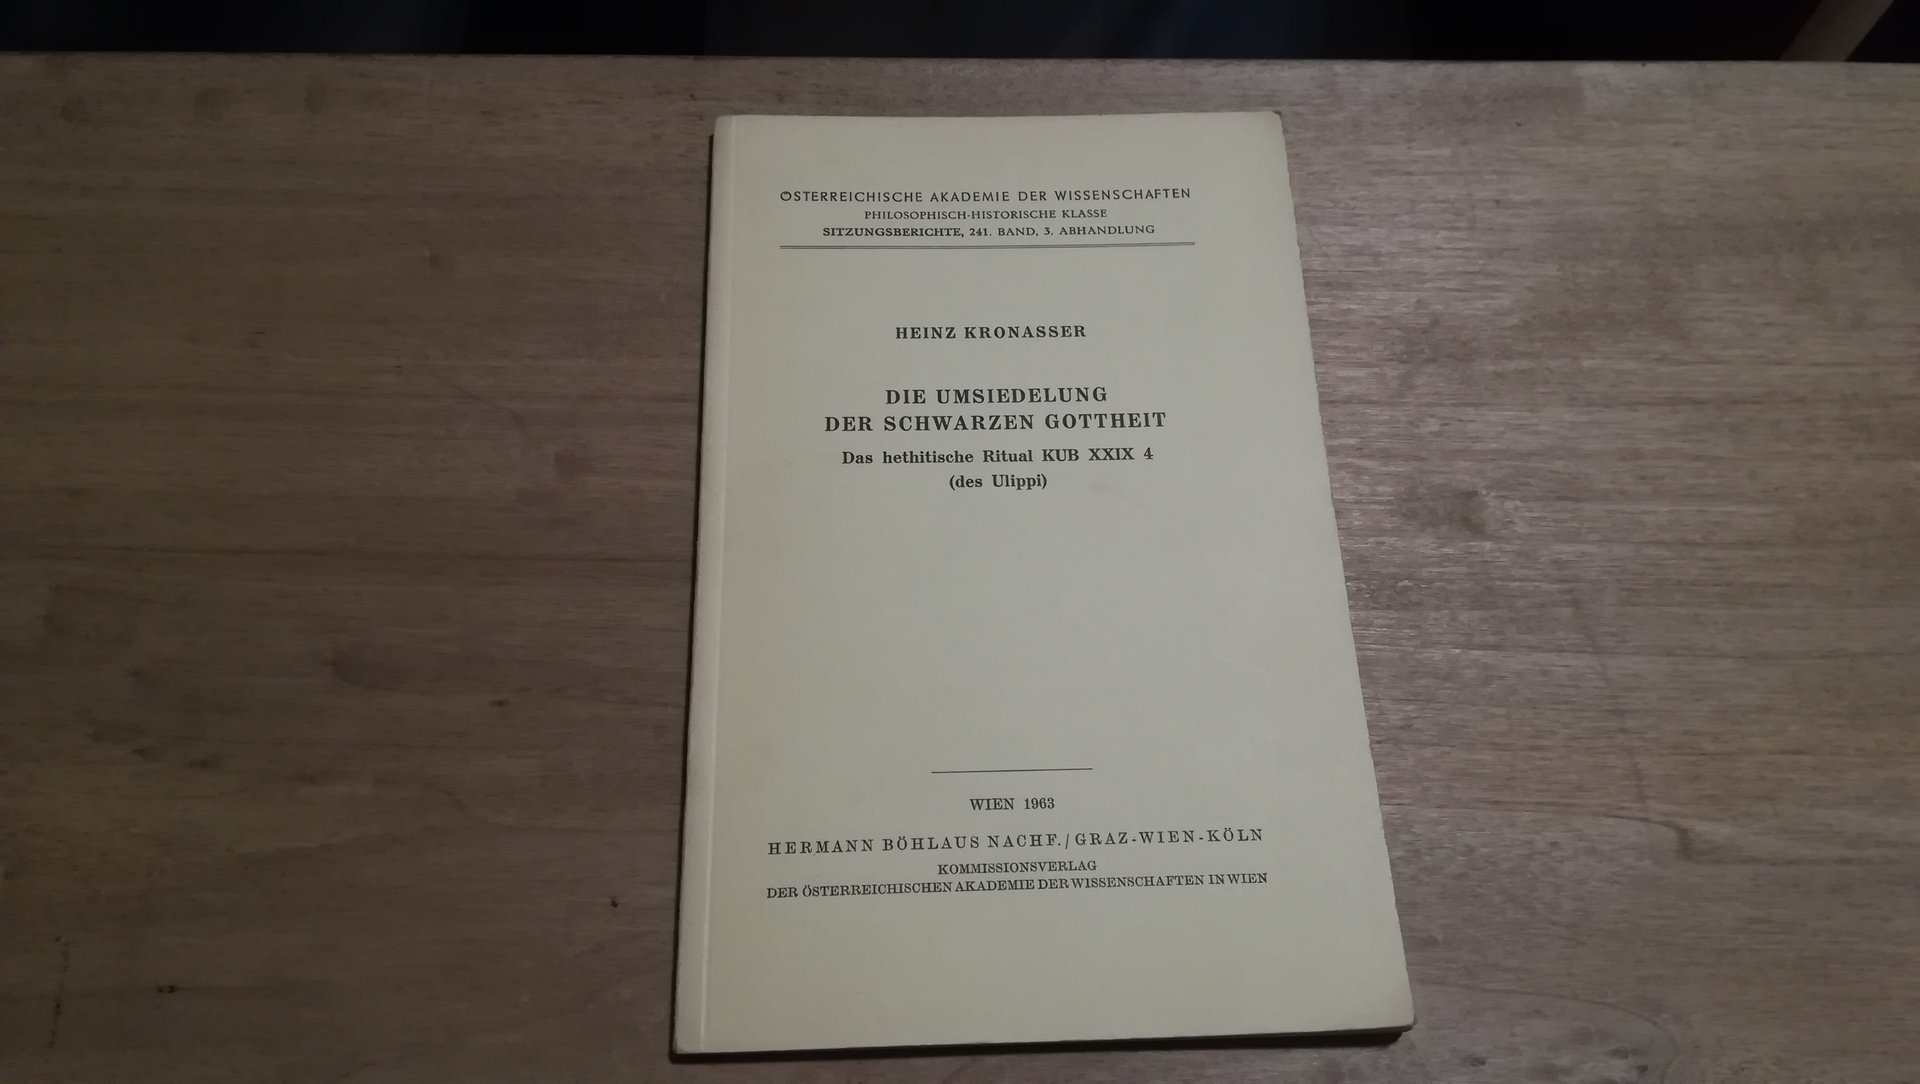 ÖSTERREICHISCHE AKADEMIE DER WISSENSCHAFTEN
PHILOSOPHISCH-HISTORISCHE KLASSE
SITZUNGSBERICHTE, 241. BAND, 3. ABHANDLUNG
HEINZ KRONASSER
DIE UMSIEDELUNG
DER SCHWARZEN GOTTHEIT
Das hethitische Ritual KUB XXIX 4
(des Ulippi)
WIEN 1963
HERMANN BÖHLAUS NACHF./GRAZ-WIEN-KÖLN
KOMMISSIONSVERLAG
DER ÖSTERREICHISCHEN AKADEMIE DER WISSENSCHAFTEN IN WIEN